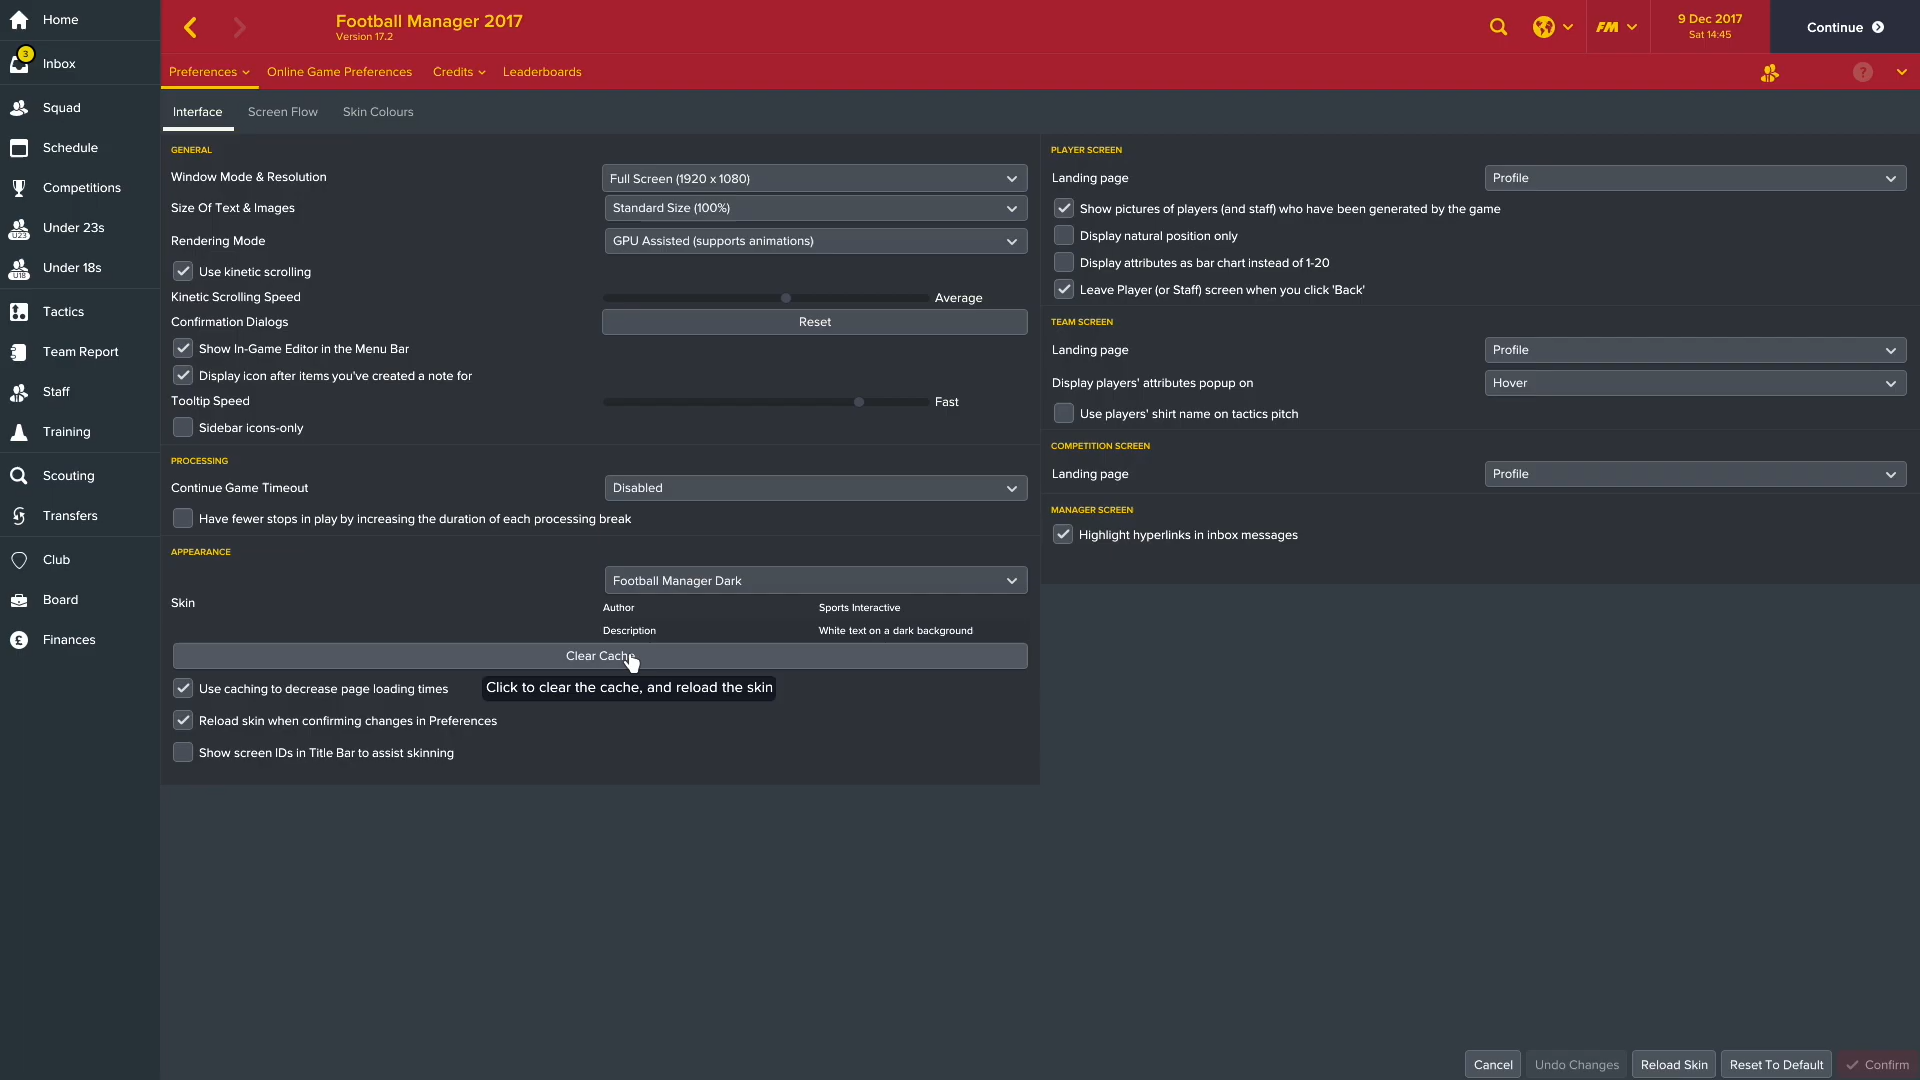 Home
3
Inbox
Squad
Schedule
Competitions
U23
Under 23s
U18
Under 18s
Tactics
Team Report
Staff
Training
Scouting
Transfers
Club
Board
£
Finances
Football Manager 2017
Version 17.2
FM
9 Dec 2017
Sat 14:45
Continue
Preferences
Online Game Preferences
Credits
Leaderboards
?
Interface
Screen Flow
Skin Colours
GENERAL
Window Mode & Resolution
Full Screen (1920 x 1080)
Size Of Text & Images
Standard Size (100%)
Rendering Mode
GPU Assisted (supports animations)
Use kinetic scrolling
Kinetic Scrolling Speed
Average
Confirmation Dialogs
Reset
Show In-Game Editor in the Menu Bar
Display icon after items you've created a note for
Tooltip Speed
Fast
Sidebar icons-only
PROCESSING
Continue Game Timeout
Disabled
Have fewer stops in play by increasing the duration of each processing break
APPEARANCE
Football Manager Dark
Skin
Author
Sports Interactive
Description
White text on a dark background
Clear Cache
Use caching to decrease page loading times
Click to clear the cache, and reload the skin
Reload skin when confirming changes in Preferences
Show screen IDs in Title Bar to assist skinning
PLAYER SCREEN
Landing page
Profile
Show pictures of players (and staff) who have been generated by the game
Display natural position only
Display attributes as bar chart instead of 1-20
Leave Player (or Staff) screen when you click 'Back'
TEAM SCREEN
Landing page
Profile
Display players' attributes popup on
Hover
Use players' shirt name on tactics pitch
COMPETITION SCREEN
Landing page
Profile
MANAGER SCREEN
Highlight hyperlinks in inbox messages
Cancel
Undo Changes
Reload Skin
Reset To Default
Confirm